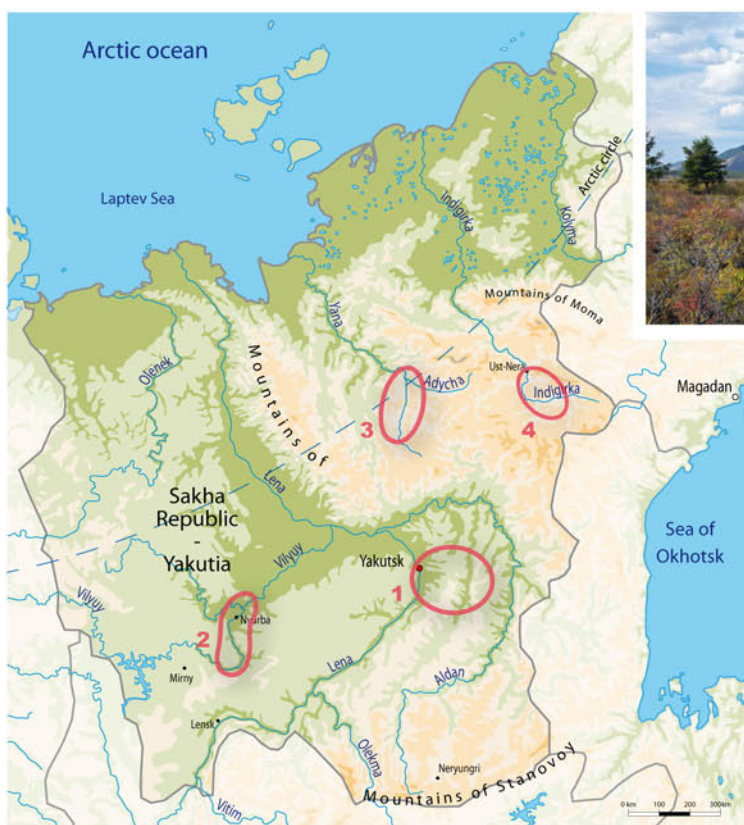 Arctic ocean
Laptev Sea
Arctic circle
Indigirka
Kolyma
Yana
Mountains of Moma
Olenek
Mountains of
Ust-Nera
Adycha
Indigirka
Magadan
3
4
Lena
Sakha
Republic
-
Yakutia
Sea of
Okhotsk
Vilyuy
Yakutsk
1
Vilyuy
Nyurba
2
Mirny
Lena
Aldan
Lensk
Olekma
Neryungri
Vitim
Mountains of Stanovoy
0 km 100 200 300km